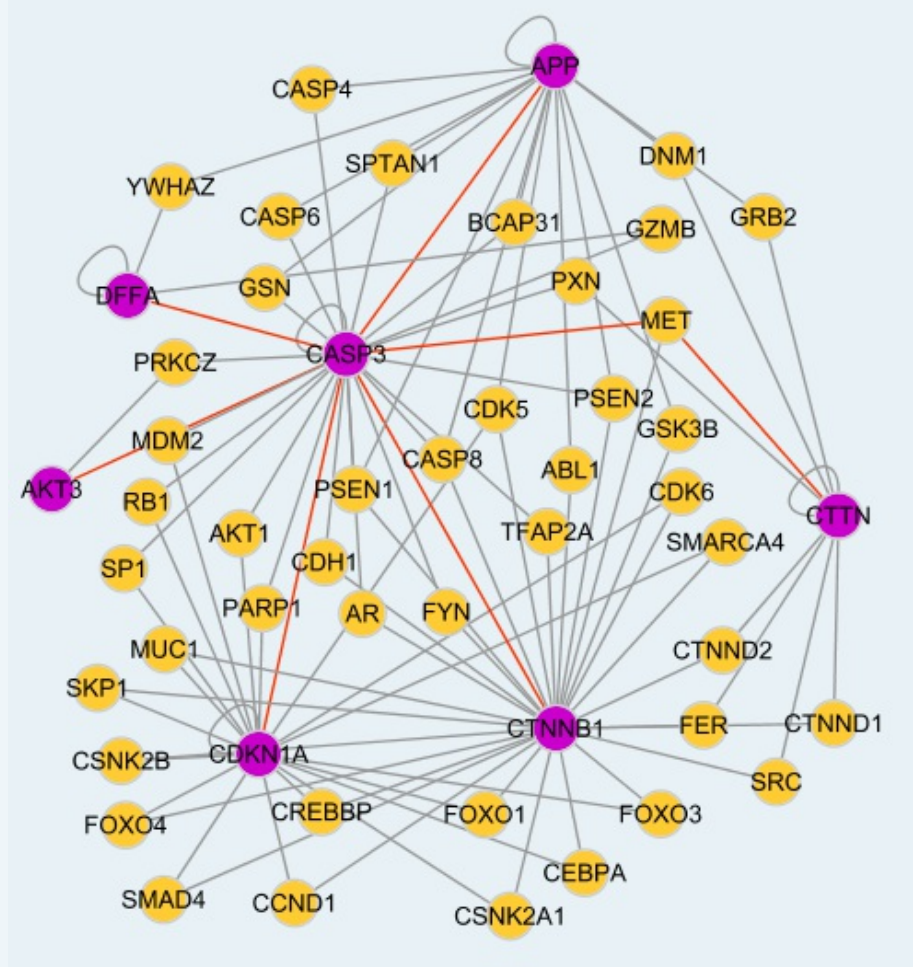 APP
CASP4
DNM1
SPTAN1
YWHAZ
CASP6
BCAP31
GZMB
GRB2
PXN
GSN
DFFA
MET
CASP3
PRKCZ
PSEN2
CDK5
GSK3B
MDM2
CASP8
ABL1
AKT3
PSEN1
CDK6
RB1
CTTN
AKT1
TFAP2A
SMARCA4
CDH1
SP1
PARP1
AR
FYN
MUC1
CTNND2
SKP1
CTNNB1
FER
CTNND1
CDKN1A
CSNK2B
SRC
CREBBP
FOXO1
FOXO3
FOXO4
CEBPA
SMAD4
CCND1
CSNK2A1